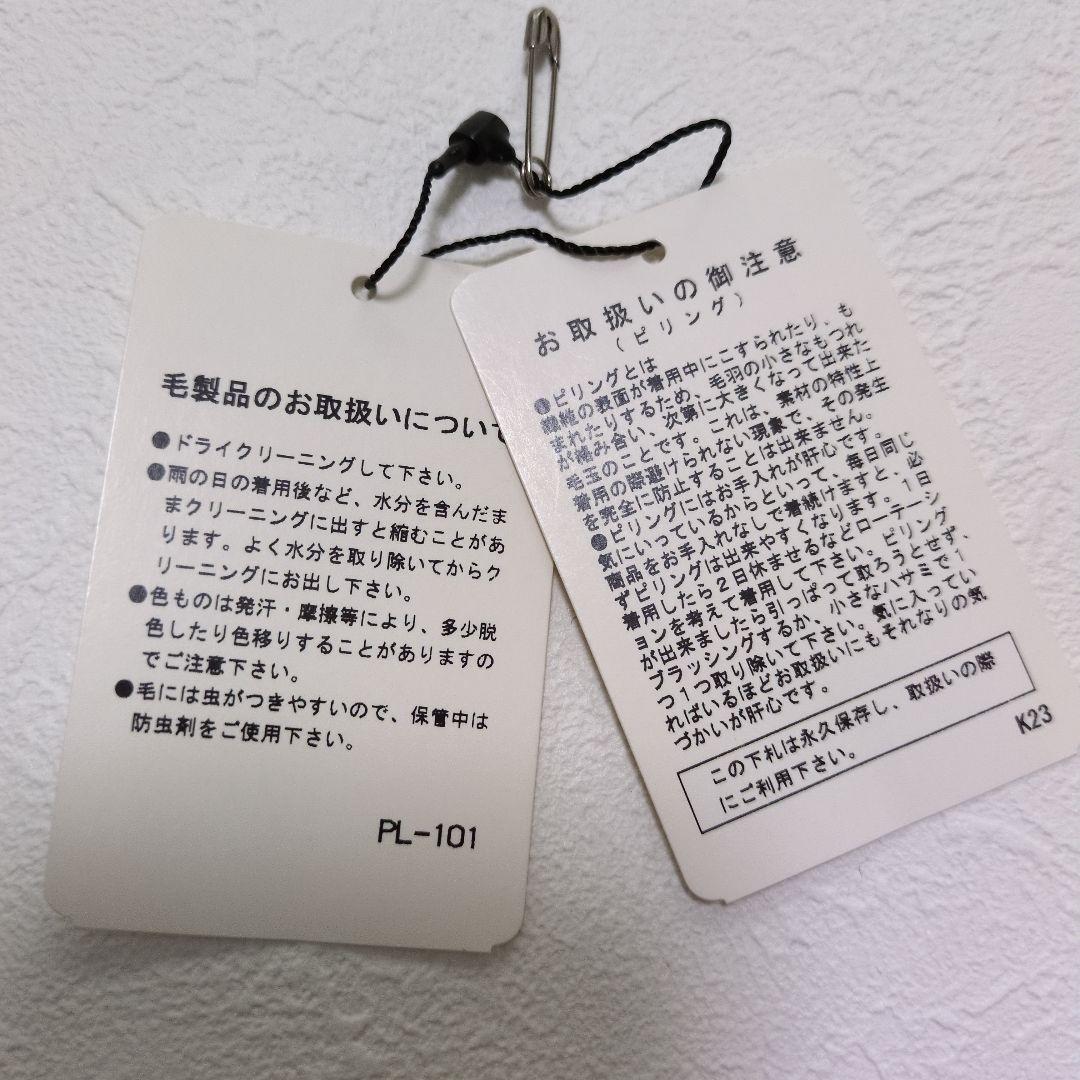 毛製品のお取扱いについて
●ドライクリーニングして下さい。
●雨の日の着用後など、水分を含んだま
まクリーニングに出すと縮むことがあ
ります。よく水分を取り除いてからク
リーニングにお出し下さい。
●色ものは発汗・摩擦等により、多少脱
色したり色移りすることがありますの
でご注意下さい。
●毛には虫がつきやすいので、保管中は
防虫剤をご使用下さい。
PL-101
お取扱いの御注意
(ピリング)
●ピリングとは
繊維の表面が着用中にこすられたり、も
まれたりするため、毛羽の小さなもつれ
が絡み合い、次第に大きくなって出来た
毛玉のことです。これは、素材の特性上
着用の際避けられない現象で、その発生
を完全に防止することは出来ません。
●ピリングにはお手入れが肝心です。
気にいっているからといって、毎日同じ
商品をお手入れなしで着続けますと、必
ずピリングは出来やすくなります。1日
着用したら2日休ませるなどローテーシ
ョンを考えて着用して下さい。ピリング
が出来ましたら引っぱって取ろうとせず、
ブラッシングするか、小さなハサミで1
つ1つ取り除いて下さい。気に入ってい
ればいるほどお取扱いにもそれなりの気
づかいが肝心です。
この下札は永久保存し、取扱いの際
にご利用下さい。
K23